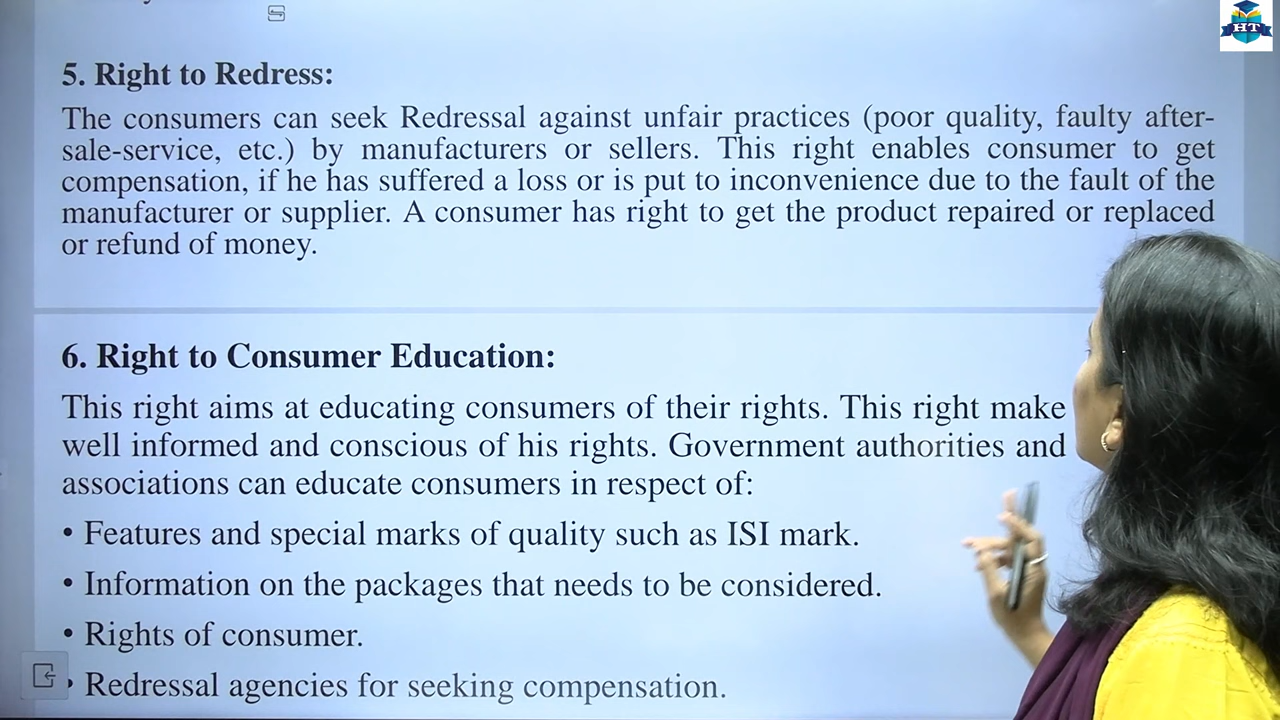 HT
5. Right to Redress:
The consumers can seek Redressal against unfair practices (poor quality, faulty after-
sale-service, etc.) by manufacturers or sellers. This right enables consumer to get
compensation, if he has suffered a loss or is put to inconvenience due to the fault of the
manufacturer or supplier. A consumer has right to get the product repaired or replaced
or refund of money.
6. Right to Consumer Education:
This right aims at educating consumers of their rights. This right make
well informed and conscious of his rights. Government authorities and
associations can educate consumers in respect of:
• Features and special marks of quality such as ISI mark.
• Information on the packages that needs to be considered.
• Rights of consumer.
• Redressal agencies for seeking compensation.